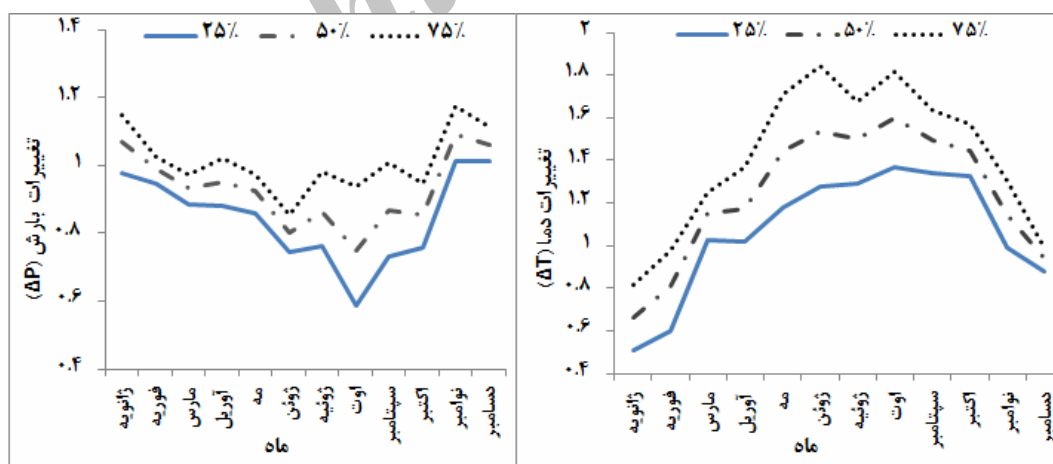 ۲۵٪ ۵۰٪ ۷۵٪
تغییرات بارش (ΔP)
۱.۴
۱.۲
۱
۰.۸
۰.۶
۰.۴
ژانویه
فوریه
مارس
آوریل
مه
ژوئن
ژوئیه
اوت
سپتامبر
اکتبر
نوامبر
دسامبر
ماه
۲۵٪ ۵۰٪ ۷۵٪
تغییرات دما (ΔT)
۲
۱.۸
۱.۶
۱.۴
۱.۲
۱
۰.۸
۰.۶
۰.۴
ژانویه
فوریه
مارس
آوریل
مه
ژوئن
ژوئیه
اوت
سپتامبر
اکتبر
نوامبر
دسامبر
ماه